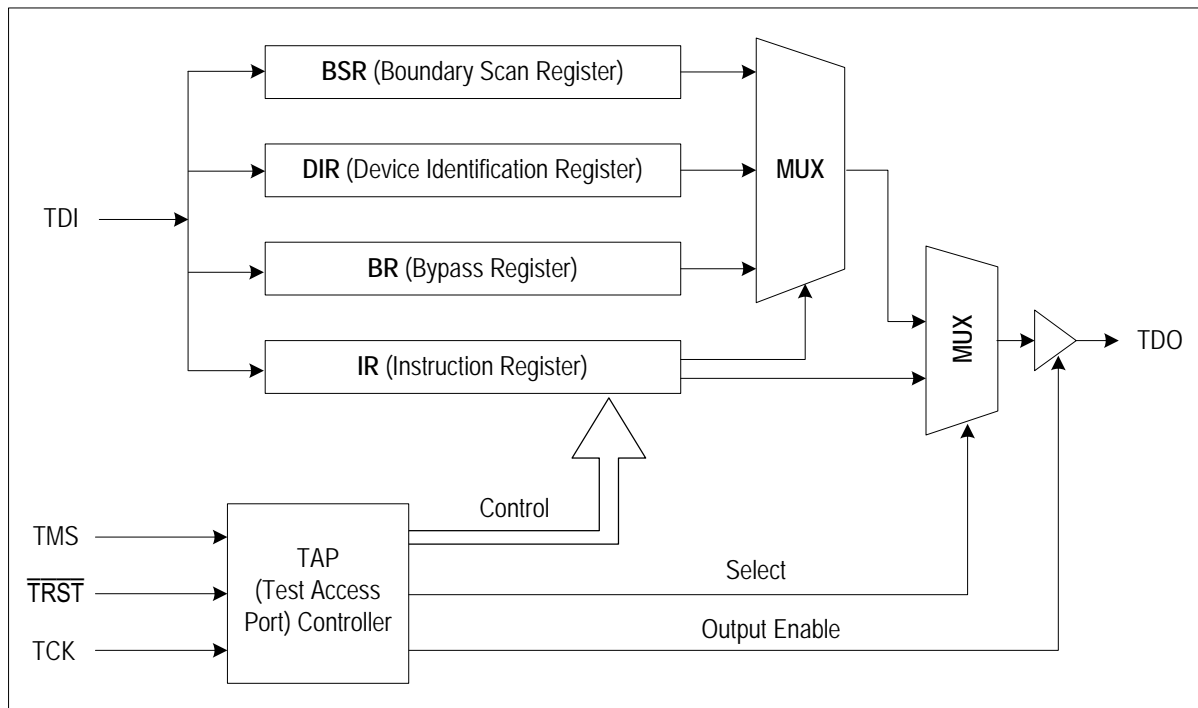 BSR (Boundary Scan Register)
DIR (Device Identification Register)
MUX
TDI
BR (Bypass Register)
MUX
TDO
IR (Instruction Register)
Control
TMS
TAP
(Test Access
Port) Controller
Select
T̅R̅S̅T̅
Output Enable
TCK